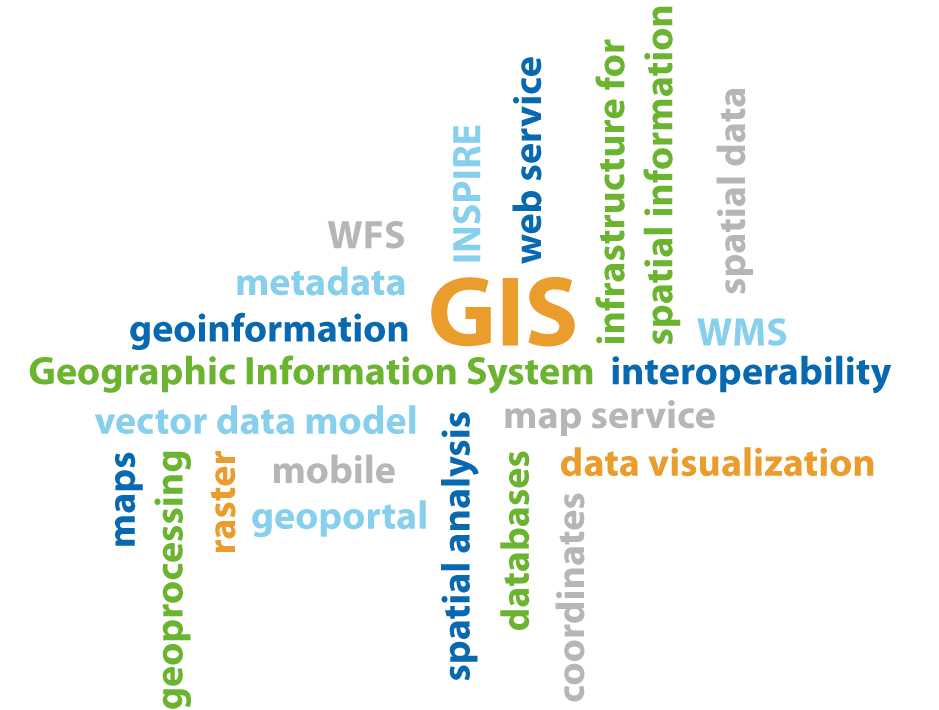 infrastructure for
spatial information
web service
spatial data
INSPIRE
WFS
metadata
GIS
geoinformation
WMS
Geographic Information System
interoperability
vector data model
map service
maps
geoprocessing
raster
mobile
spatial analysis
databases
data visualization
geoportal
coordinates